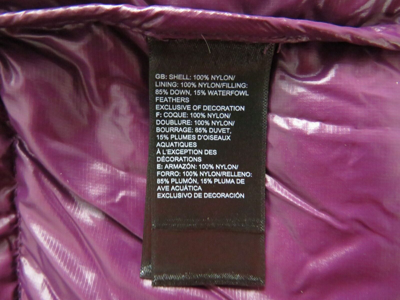 GB: SHELL: 100% NYLON/
LINING: 100% NYLON/FILLING:
85% DOWN, 15% WATERFOWL
FEATHERS
EXCLUSIVE OF DECORATION
F: COQUE: 100% NYLON/
DOUBLURE: 100% NYLON/
BOURRAGE: 85% DUVET,
15% PLUMES D'OISEAUX
AQUATIQUES
À L'EXCEPTION DES
DÉCORATIONS
E: ARMAZÓN: 100% NYLON/
FORRO: 100% NYLON/RELLENO:
85% PLUMÓN, 15% PLUMA DE
AVE ACUÁTICA
EXCLUSIVO DE DECORACIÓN